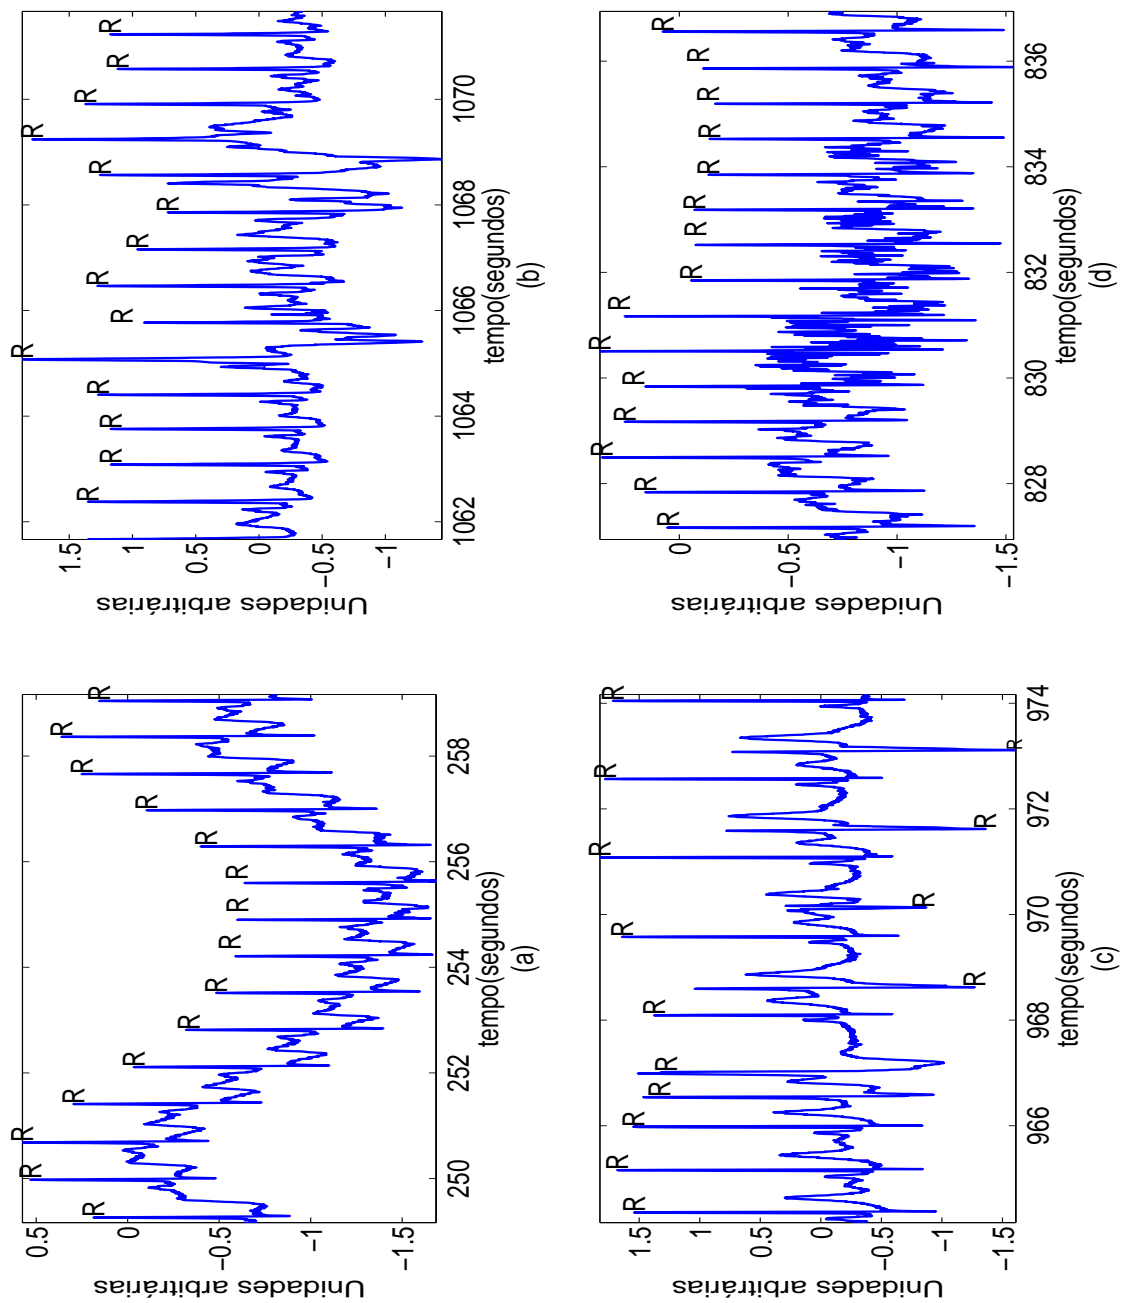 Unidades arbitrárias
0.5
0
−0.5
−1
−1.5
R R R R R R R R R R R R R R R
250 252 254 256 258
tempo(segundos)
(a)
Unidades arbitrárias
1.5
1
0.5
0
−0.5
−1
R R R R R R R R R R R R R R
1062 1064 1066 1068 1070
tempo(segundos)
(b)
Unidades arbitrárias
1.5
1
0.5
0
−0.5
−1
−1.5
R R R R R R R R R R R R R R
966 968 970 972 974
tempo(segundos)
(c)
Unidades arbitrárias
0
−0.5
−1
−1.5
R R R R R R R R R R R R R R R
828 830 832 834 836
tempo(segundos)
(d)